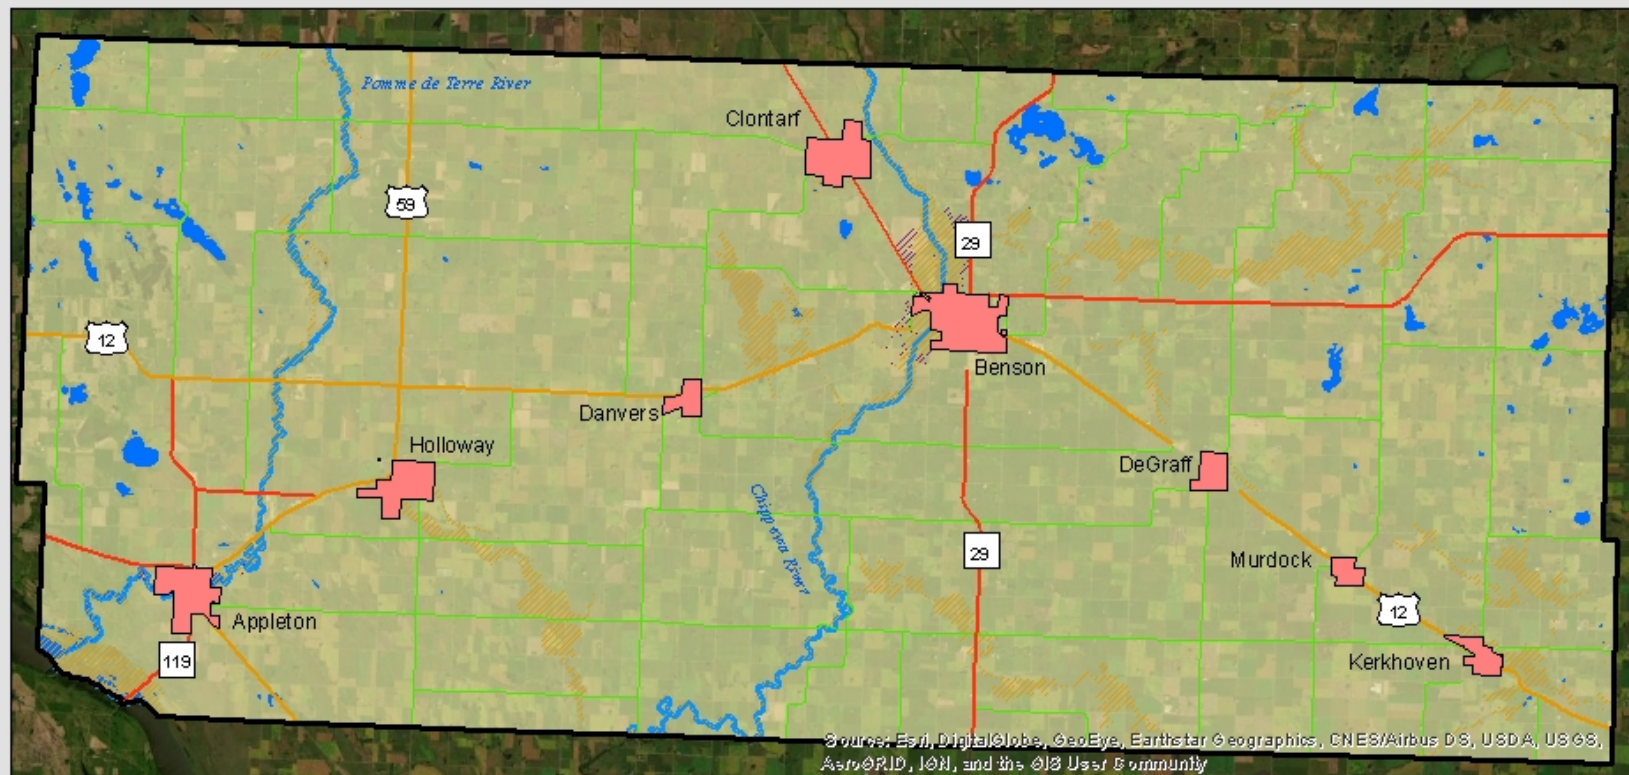 Pomme de Terre River
Clontarf
59
29
12
Benson
Danvers
Holloway
DeGraff
Chippewa River
29
Murdock
12
Appleton
119
Kerkhoven
Source: Esri, DigitalGlobe, GeoEye, Earthstar Geographics, CNES/Airbus DS, USDA, USGS,
AeroGRID, IGN, and the GIS User Community